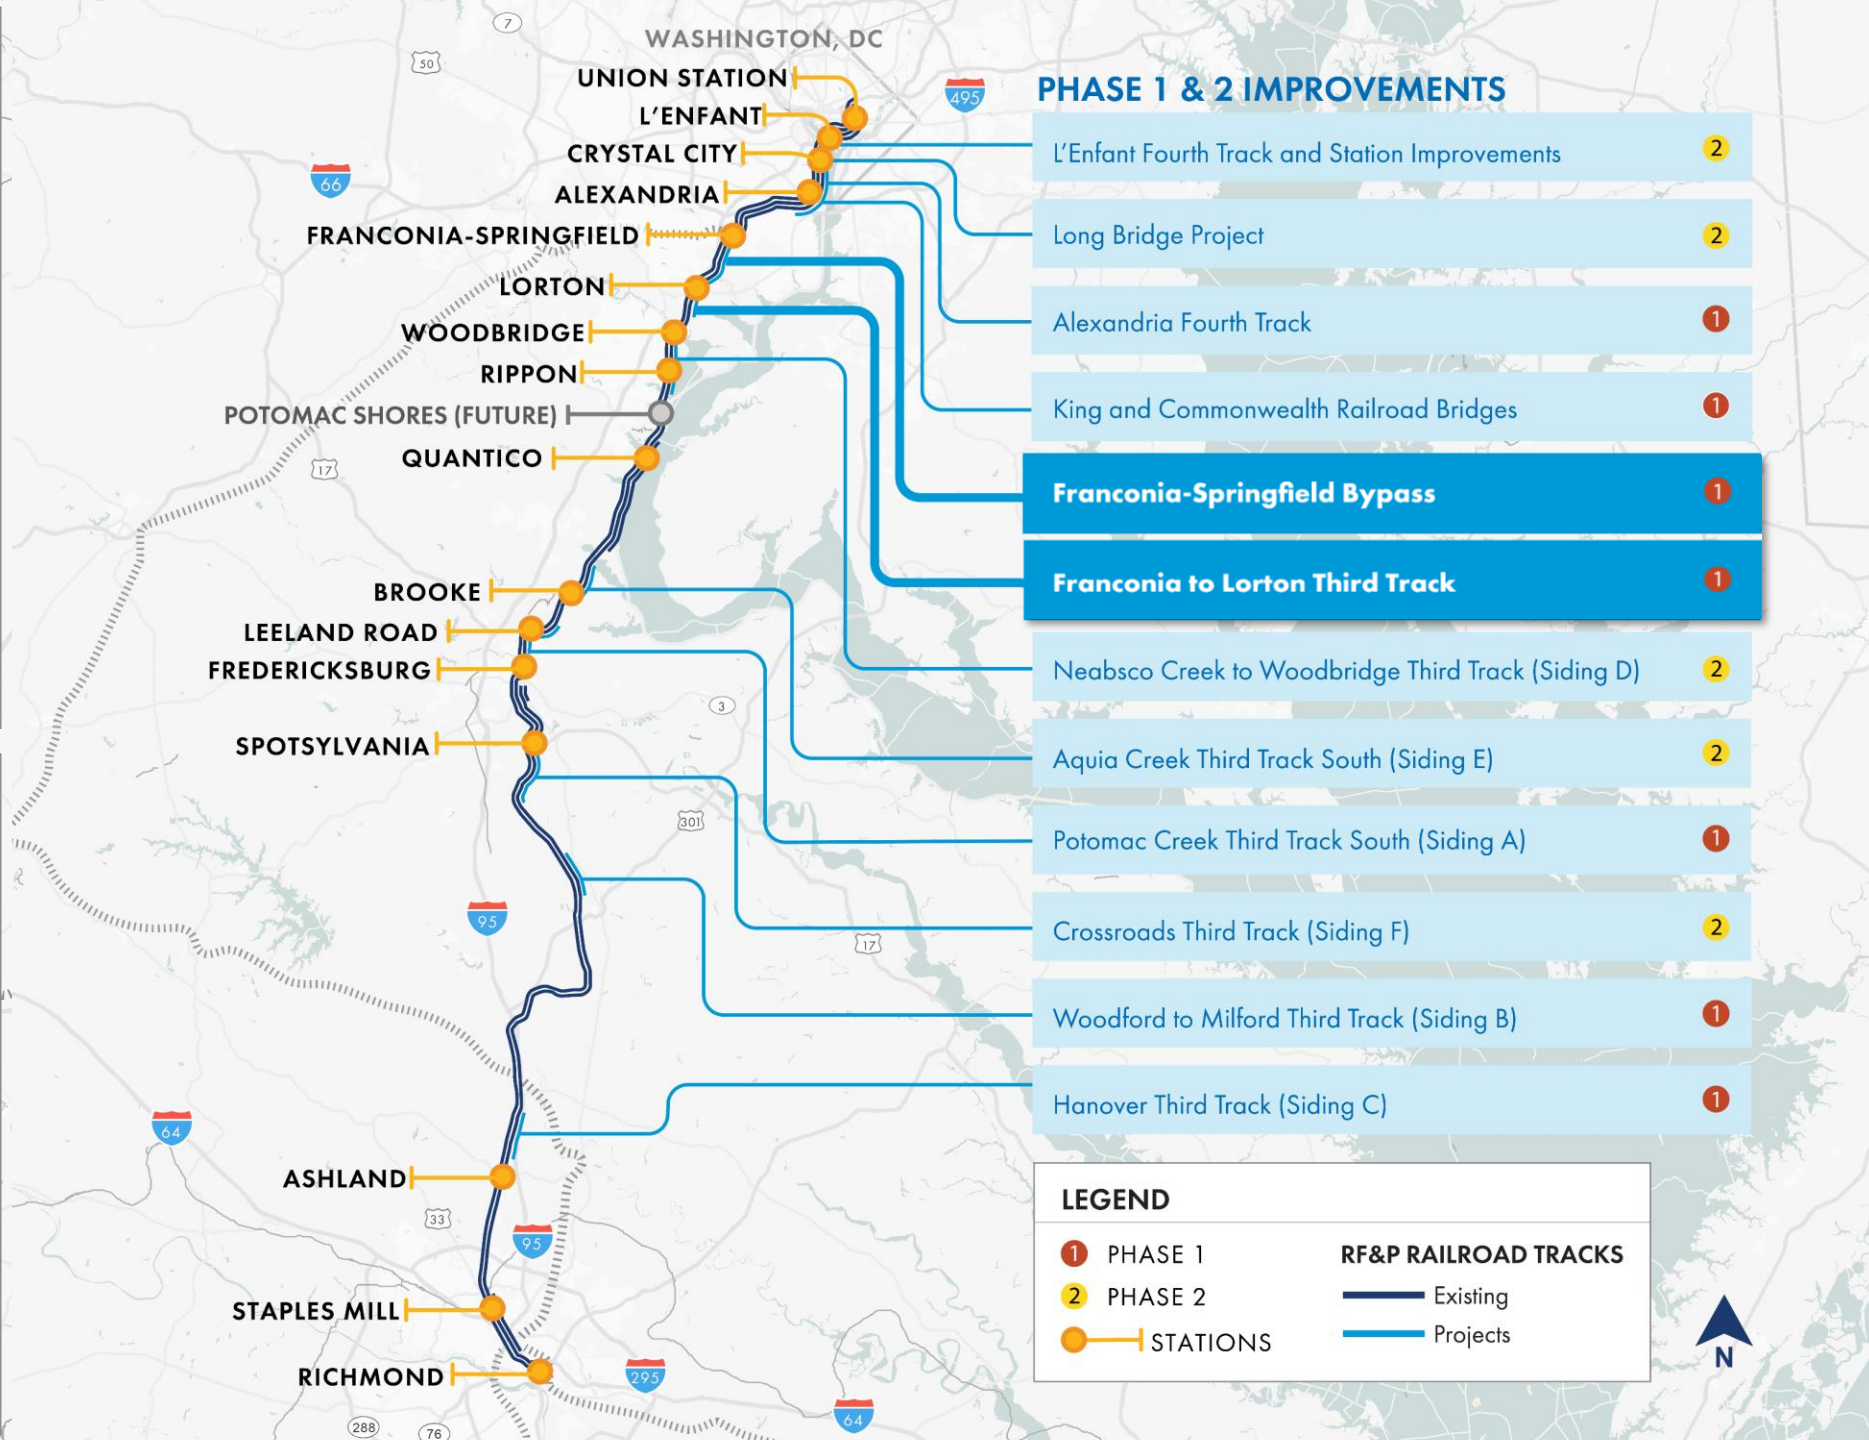 WASHINGTON, DC
UNION STATION
L'ENFANT
CRYSTAL CITY
ALEXANDRIA
FRANCONIA-SPRINGFIELD
LORTON
WOODBRIDGE
RIPPON
POTOMAC SHORES (FUTURE)
QUANTICO
BROOKE
LEELAND ROAD
FREDERICKSBURG
SPOTSYLVANIA
ASHLAND
STAPLES MILL
RICHMOND
7
50
495
66
17
3
301
95
17
64
33
95
295
64
288
76
PHASE 1 & 2 IMPROVEMENTS
L'Enfant Fourth Track and Station Improvements 2
Long Bridge Project 2
Alexandria Fourth Track 1
King and Commonwealth Railroad Bridges 1
Franconia-Springfield Bypass 1
Franconia to Lorton Third Track 1
Neabsco Creek to Woodbridge Third Track (Siding D) 2
Aquia Creek Third Track South (Siding E) 2
Potomac Creek Third Track South (Siding A) 1
Crossroads Third Track (Siding F) 2
Woodford to Milford Third Track (Siding B) 1
Hanover Third Track (Siding C) 1
LEGEND
1 PHASE 1
2 PHASE 2
STATIONS
RF&P RAILROAD TRACKS
Existing
Projects
N